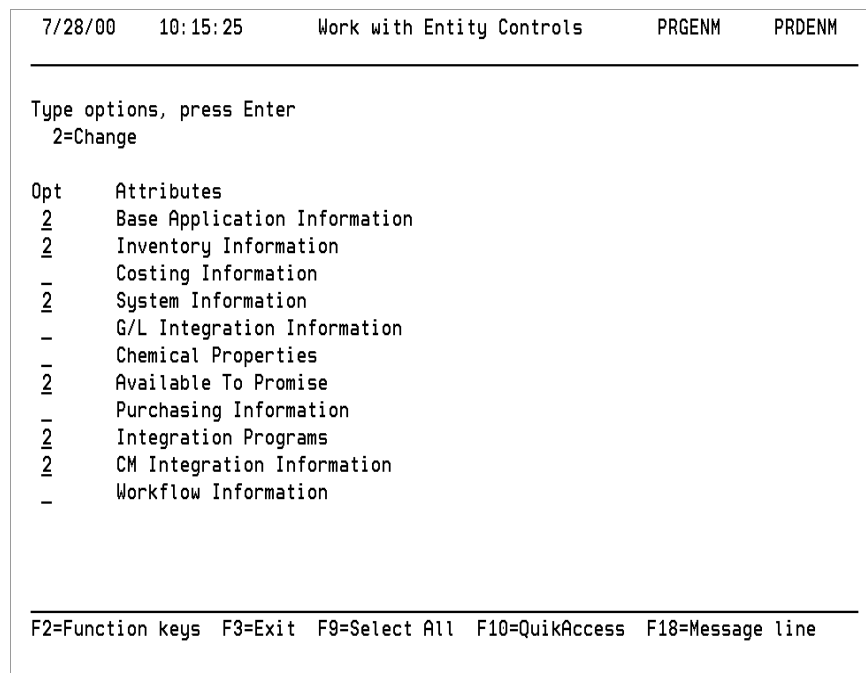 7/28/00 10:15:25 Work with Entity Controls PRGENM PRDENM
Type options, press Enter
2=Change
Opt Attributes
2 Base Application Information
2 Inventory Information
_ Costing Information
2 System Information
_ G/L Integration Information
_ Chemical Properties
2 Available To Promise
_ Purchasing Information
2 Integration Programs
2 CM Integration Information
_ Workflow Information
F2=Function keys F3=Exit F9=Select All F10=QuikAccess F18=Message line